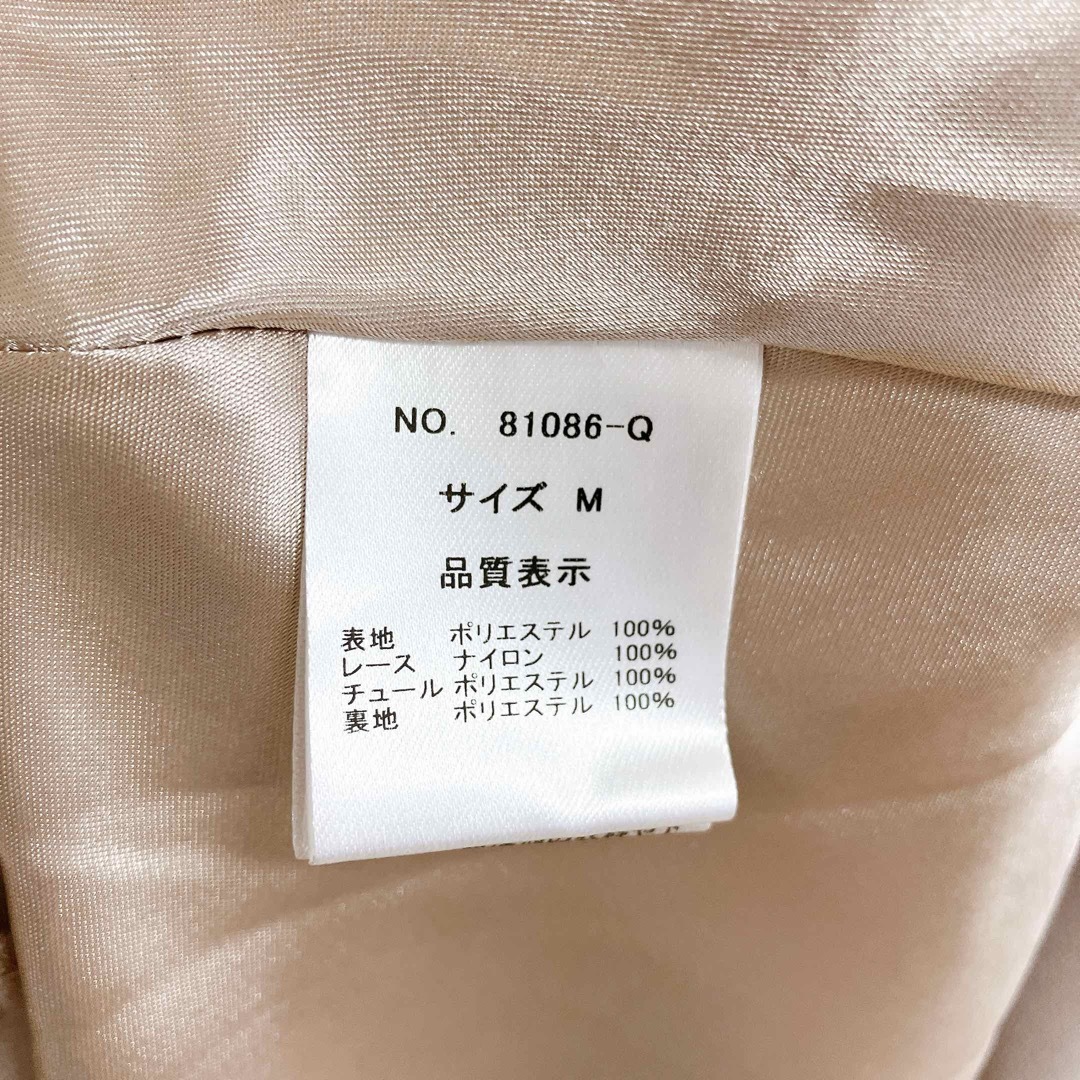 NO. 81086-Q
サイズ M
品質表示
表地 ポリエステル 100%
レース ナイロン 100%
チュール ポリエステル 100%
裏地 ポリエステル 100%